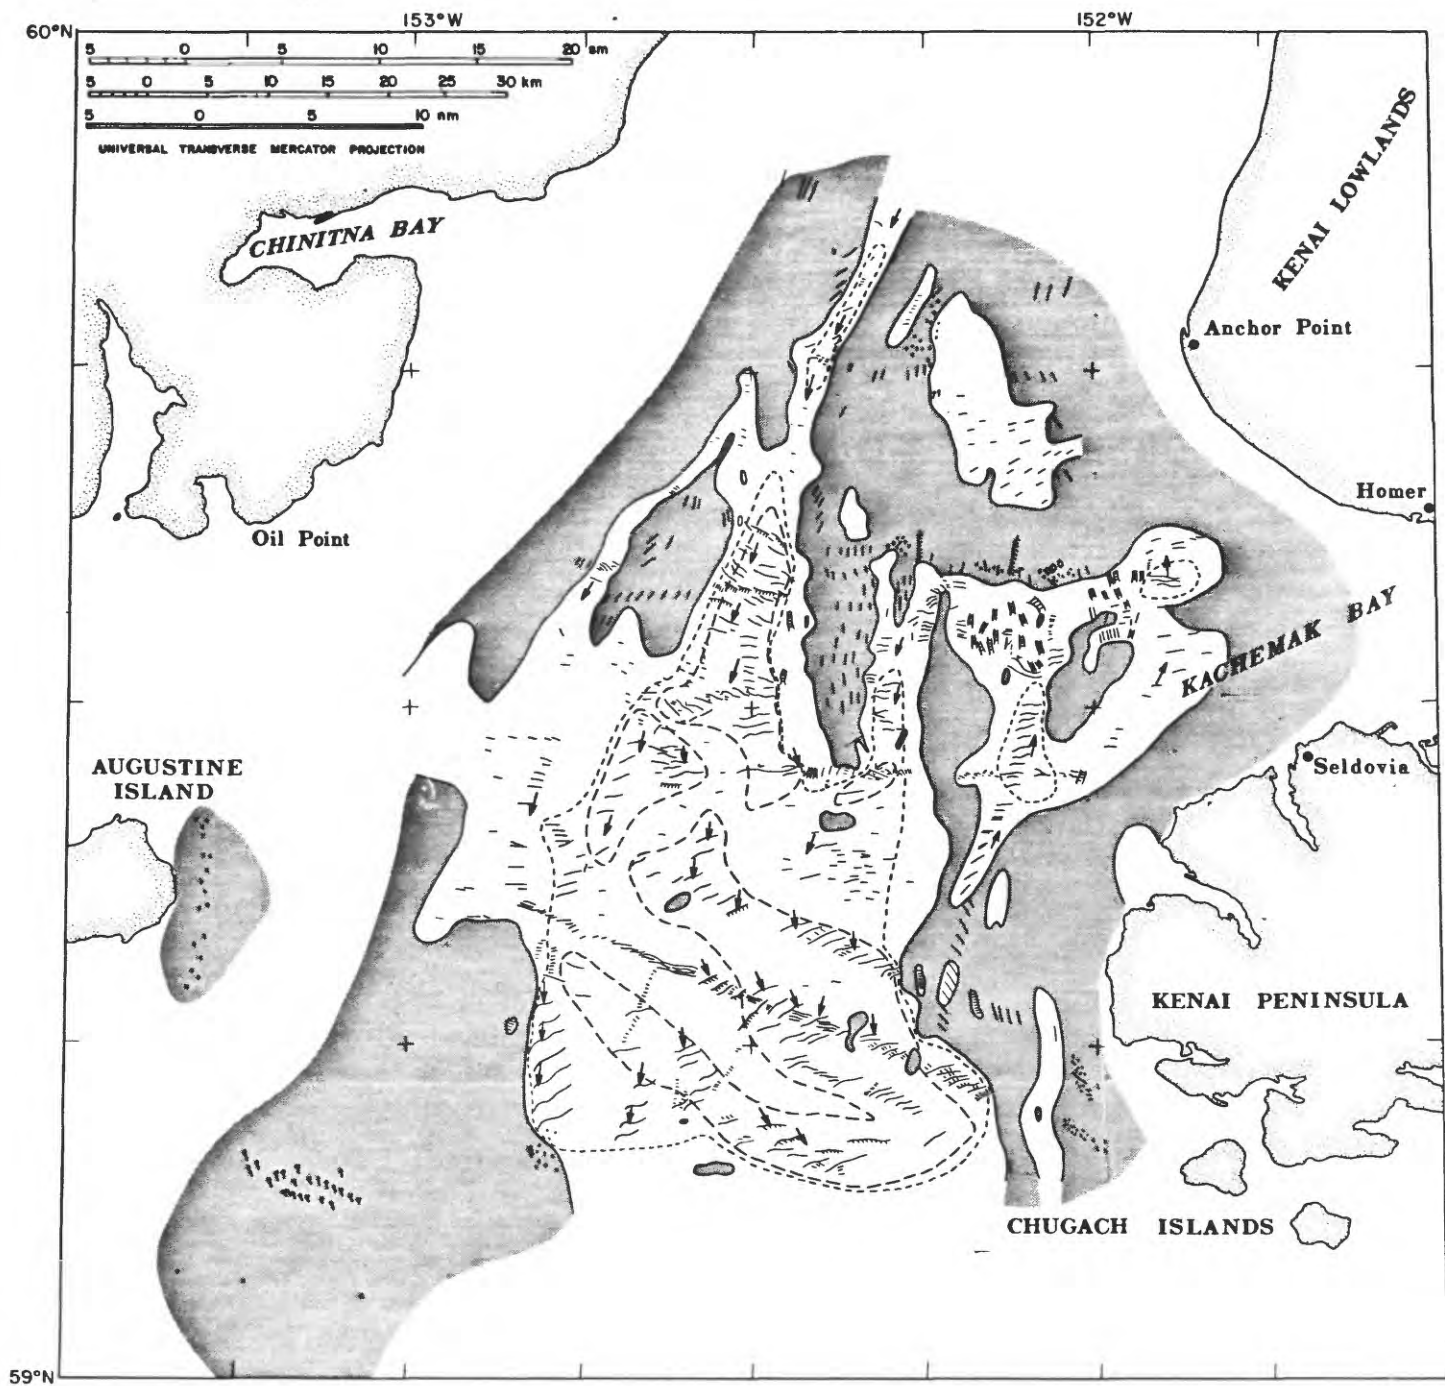 153°W 152°W
60°N
5 0 5 10 15 20 sm
5 0 5 10 15 20 25 30 km
5 0 5 10 nm
UNIVERSAL TRANSVERSE MERCATOR PROJECTION
KENAI LOWLANDS
CHINITNA BAY
Anchor Point
Homer
Oil Point
KACHEMAK BAY
AUGUSTINE
ISLAND
Seldovia
KENAI PENINSULA
CHUGACH ISLANDS
59°N